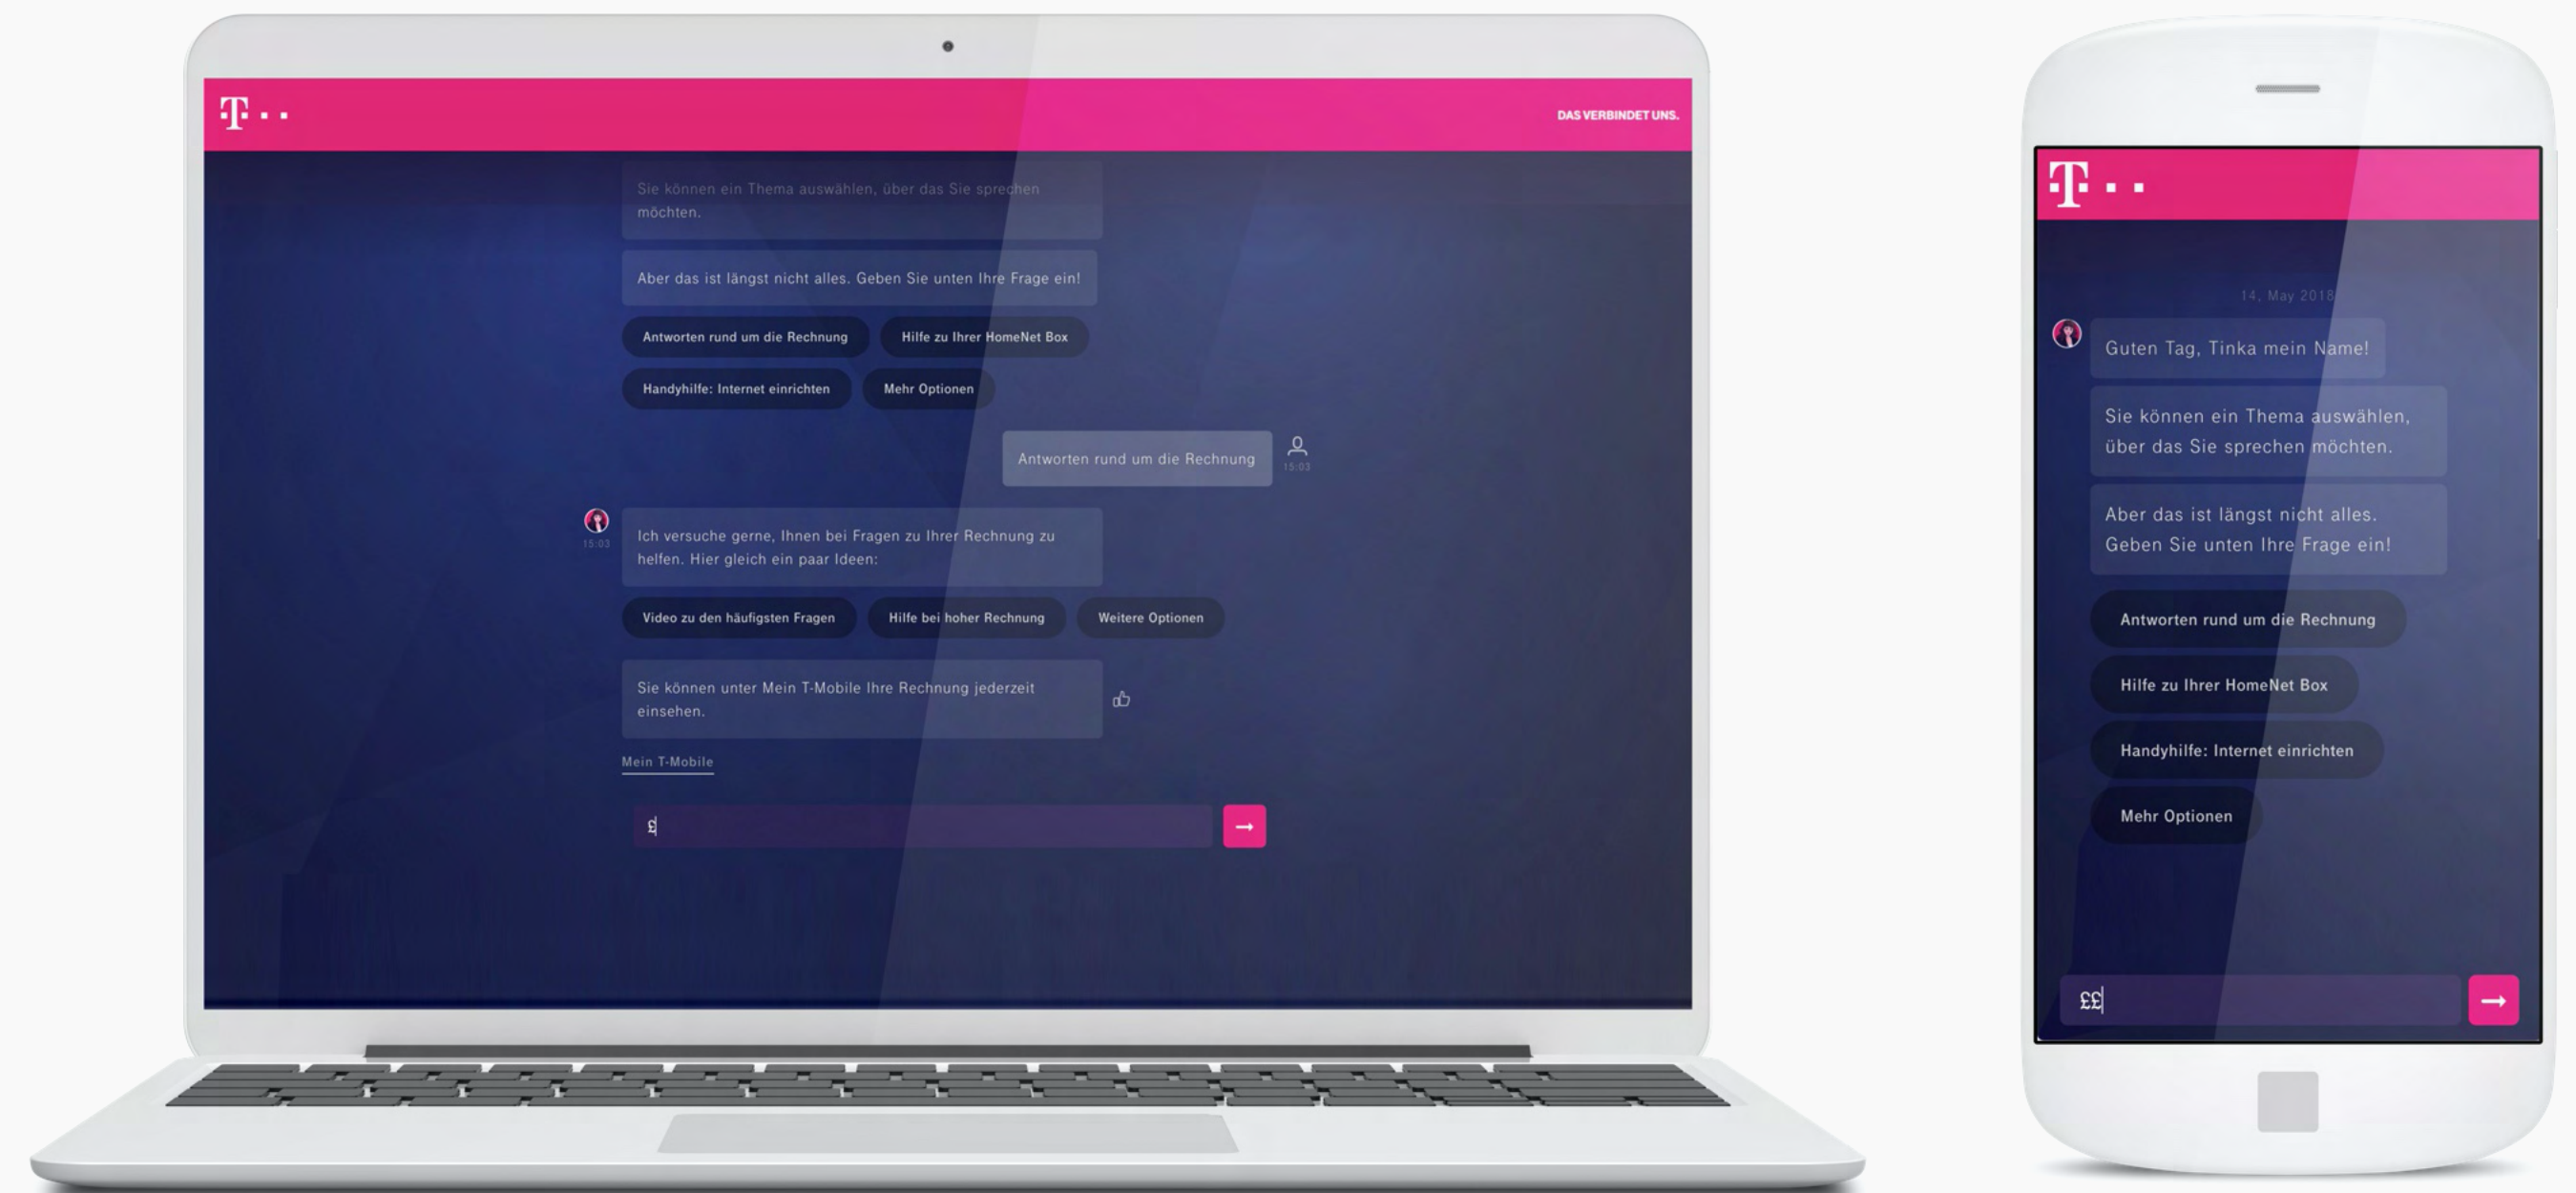 T
DAS VERBINDET UNS.
Sie können ein Thema auswählen, über das Sie sprechen
möchten.
Aber das ist längst nicht alles. Geben Sie unten Ihre Frage ein!
Antworten rund um die Rechnung
Hilfe zu Ihrer HomeNet Box
Handyhilfe: Internet einrichten
Mehr Optionen
Antworten rund um die Rechnung
15:03
15:03
Ich versuche gerne, Ihnen bei Fragen zu Ihrer Rechnung zu
helfen. Hier gleich ein paar Ideen:
Video zu den häufigsten Fragen
Hilfe bei hoher Rechnung
Weitere Optionen
Sie können unter Mein T-Mobile Ihre Rechnung jederzeit
einsehen.
Mein T-Mobile
£
T
14, May 2018
Guten Tag, Tinka mein Name!
Sie können ein Thema auswählen,
über das Sie sprechen möchten.
Aber das ist längst nicht alles.
Geben Sie unten Ihre Frage ein!
Antworten rund um die Rechnung
Hilfe zu Ihrer HomeNet Box
Handyhilfe: Internet einrichten
Mehr Optionen
££